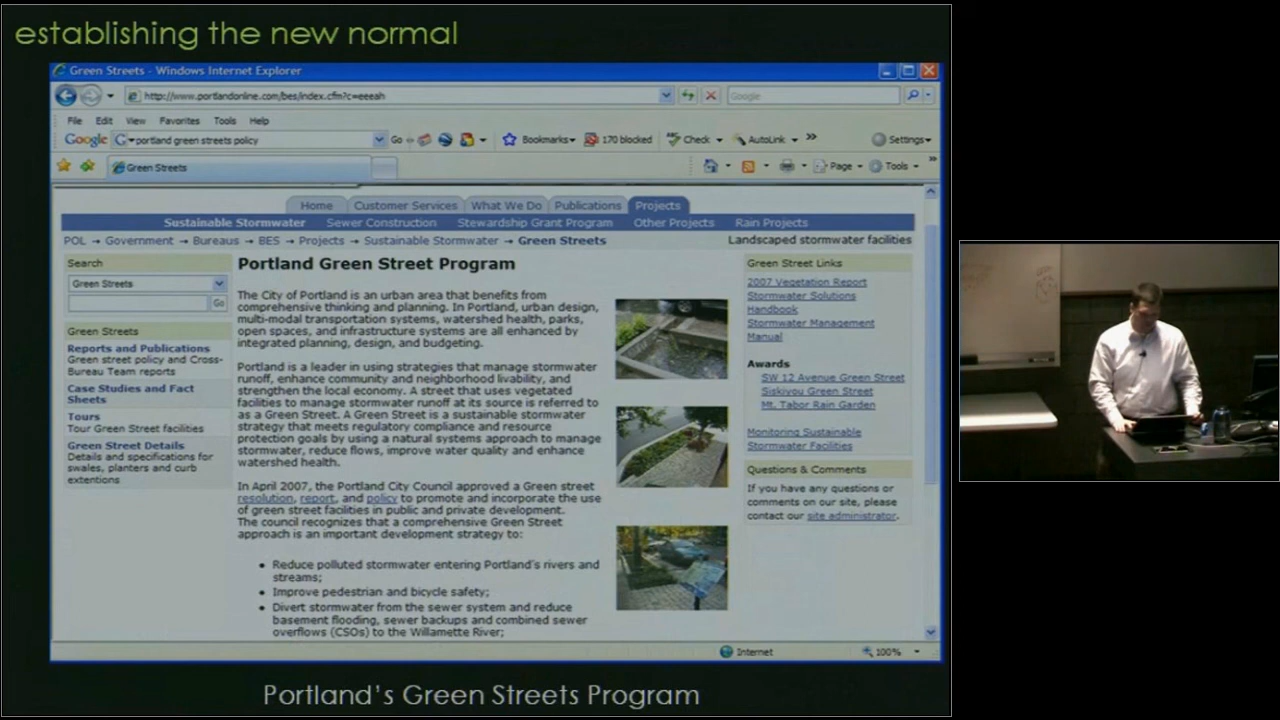 establishing the new normal
Green Streets - Windows Internet Explorer
http://www.portlandonline.com/bes/index.cfm?c=eeeah
Google
File Edit View Favorites Tools Help
Google portland green streets policy Go Bookmarks 170 blocked Check AutoLink Settings
Green Streets Page Tools
Home Customer Services What We Do Publications Projects
Sustainable Stormwater Sewer Construction Stewardship Grant Program Other Projects Rain Projects
POL → Government → Bureaus → BES → Projects → Sustainable Stormwater → Green Streets
Landscaped stormwater facilities
Search
Green Streets
Go
Green Streets
Reports and Publications
Green street policy and Cross-
Bureau Team reports
Case Studies and Fact
Sheets
Tours
Tour Green Street facilities
Green Street Details
Details and specifications for
swales, planters and curb
extentions
Portland Green Street Program
The City of Portland is an urban area that benefits from
comprehensive thinking and planning. In Portland, urban design,
multi-modal transportation systems, watershed health, parks,
open spaces, and infrastructure systems are all enhanced by
integrated planning, design, and budgeting.
Portland is a leader in using strategies that manage stormwater
runoff, enhance community and neighborhood livability, and
strengthen the local economy. A street that uses vegetated
facilities to manage stormwater runoff at its source is referred to
as a Green Street. A Green Street is a sustainable stormwater
strategy that meets regulatory compliance and resource
protection goals by using a natural systems approach to manage
stormwater, reduce flows, improve water quality and enhance
watershed health.
In April 2007, the Portland City Council approved a Green street
resolution, report, and policy to promote and incorporate the use
of green street facilities in public and private development.
The council recognizes that a comprehensive Green Street
approach is an important development strategy to:
• Reduce polluted stormwater entering Portland's rivers and
streams;
• Improve pedestrian and bicycle safety;
• Divert stormwater from the sewer system and reduce
basement flooding, sewer backups and combined sewer
overflows (CSOs) to the Willamette River;
Green Street Links
2007 Vegetation Report
Stormwater Solutions
Handbook
Stormwater Management
Manual
Awards
SW 12 Avenue Green Street
Siskiyou Green Street
Mt. Tabor Rain Garden
Monitoring Sustainable
Stormwater Facilities
Questions & Comments
If you have any questions or
comments on our site, please
contact our site administrator.
Internet 100%
Portland's Green Streets Program